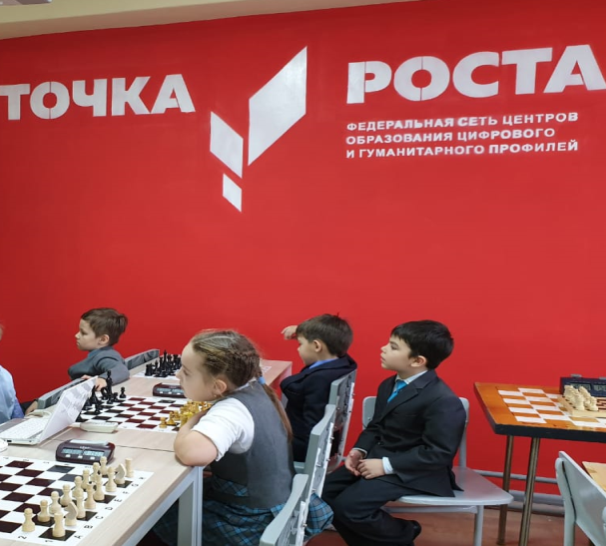 ТОЧКА РОСТА
ФЕДЕРАЛЬНАЯ СЕТЬ ЦЕНТРОВ
ОБРАЗОВАНИЯ ЦИФРОВОГО
И ГУМАНИТАРНОГО ПРОФИЛЕЙ